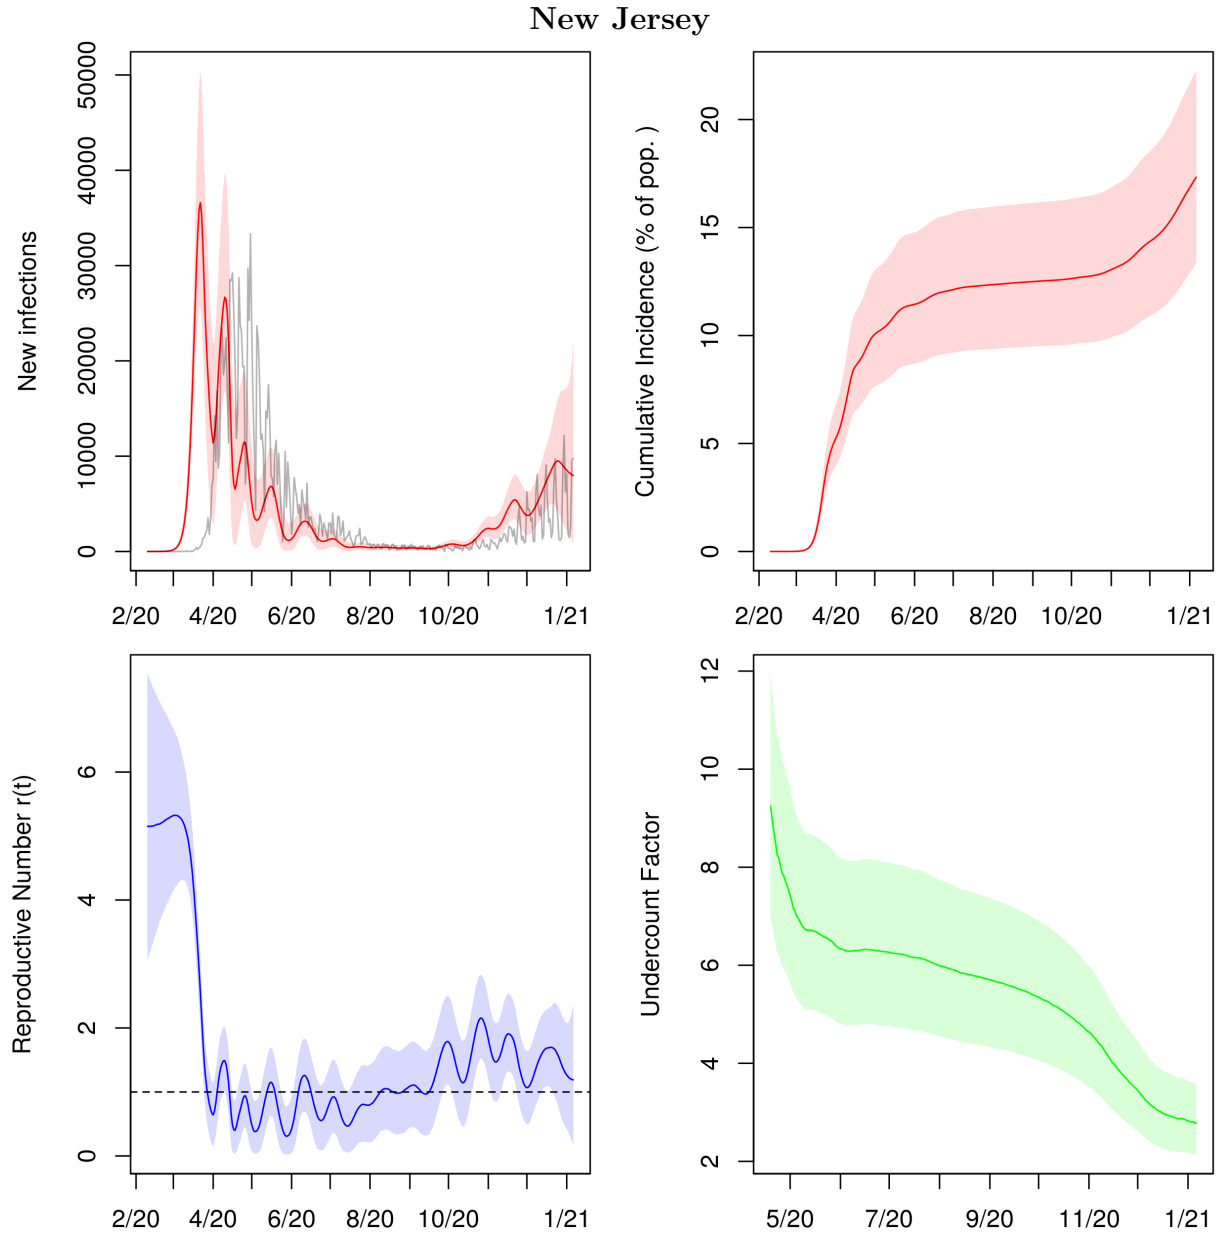 New Jersey
New infections
0
10000
20000
30000
40000
50000
2/20 4/20 6/20 8/20 10/20 1/21
Cumulative Incidence (% of pop. )
0
5
10
15
20
2/20 4/20 6/20 8/20 10/20 1/21
Reproductive Number r(t)
0
2
4
6
2/20 4/20 6/20 8/20 10/20 1/21
Undercount Factor
2
4
6
8
10
12
5/20 7/20 9/20 11/20 1/21